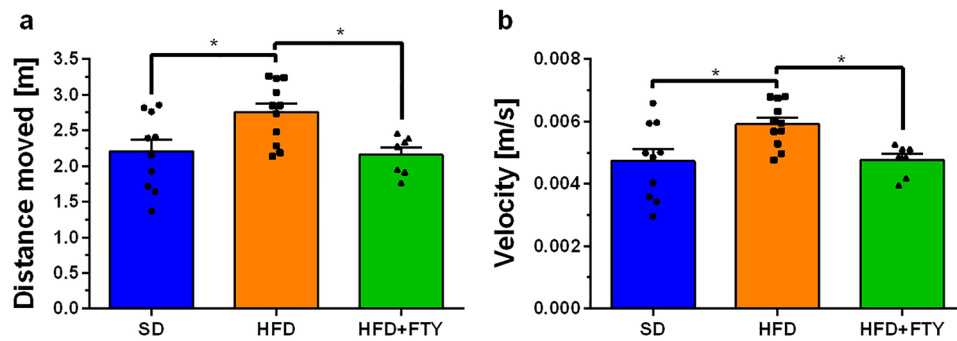 a
*
*
Distance moved [m]
3.5
3.0
2.5
2.0
1.5
1.0
0.5
0.0
SD
HFD
HFD+FTY
b
*
*
Velocity [m/s]
0.008
0.006
0.004
0.002
0.000
SD
HFD
HFD+FTY